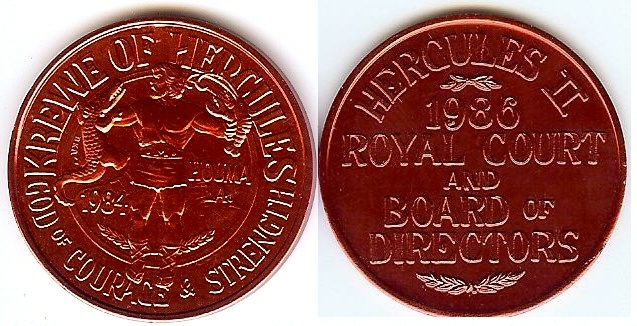 KREWE OF HERCULES
GOD OF COURAGE & STRENGTH
1984
HOUMA
LA.
HERCULES II
1986
ROYAL COURT
AND
BOARD OF
DIRECTORS